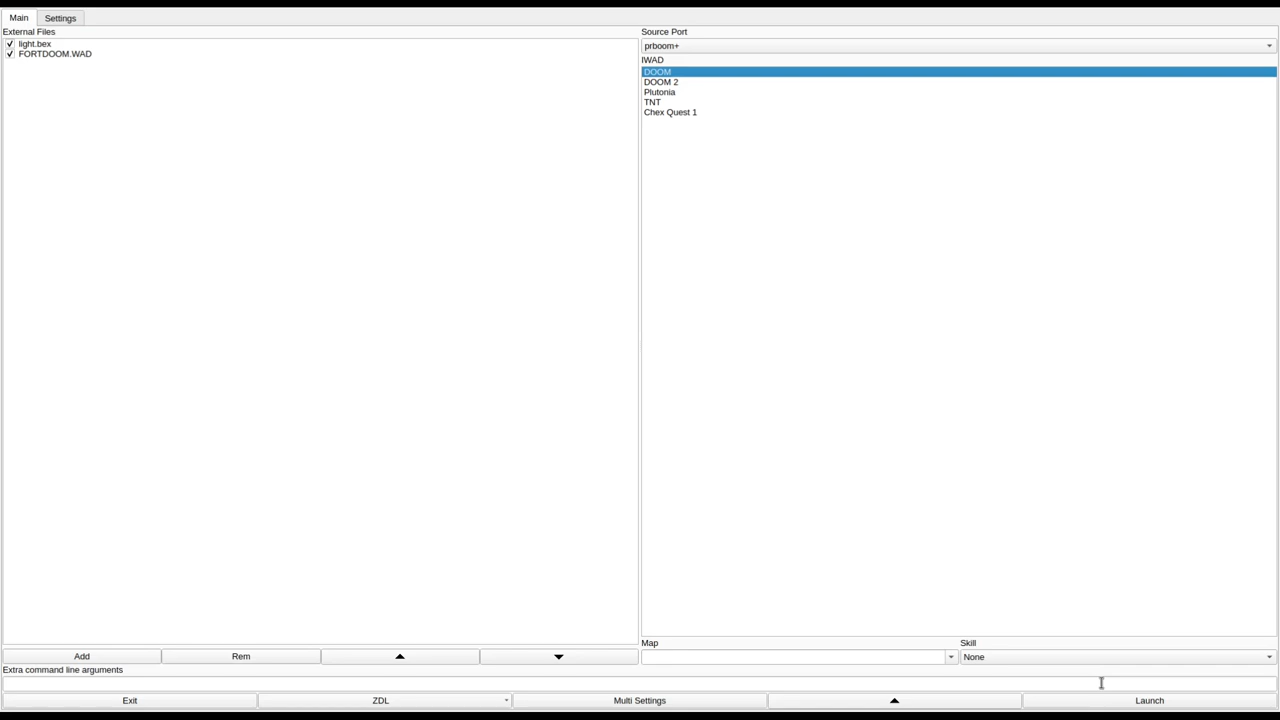 Main Settings
External Files
light.bex
FORTDOOM.WAD
Source Port
prboom+
IWAD
DOOM
DOOM 2
Plutonia
TNT
Chex Quest 1
Map Skill
None
Add Rem
Extra command line arguments
Exit ZDL Multi Settings Launch